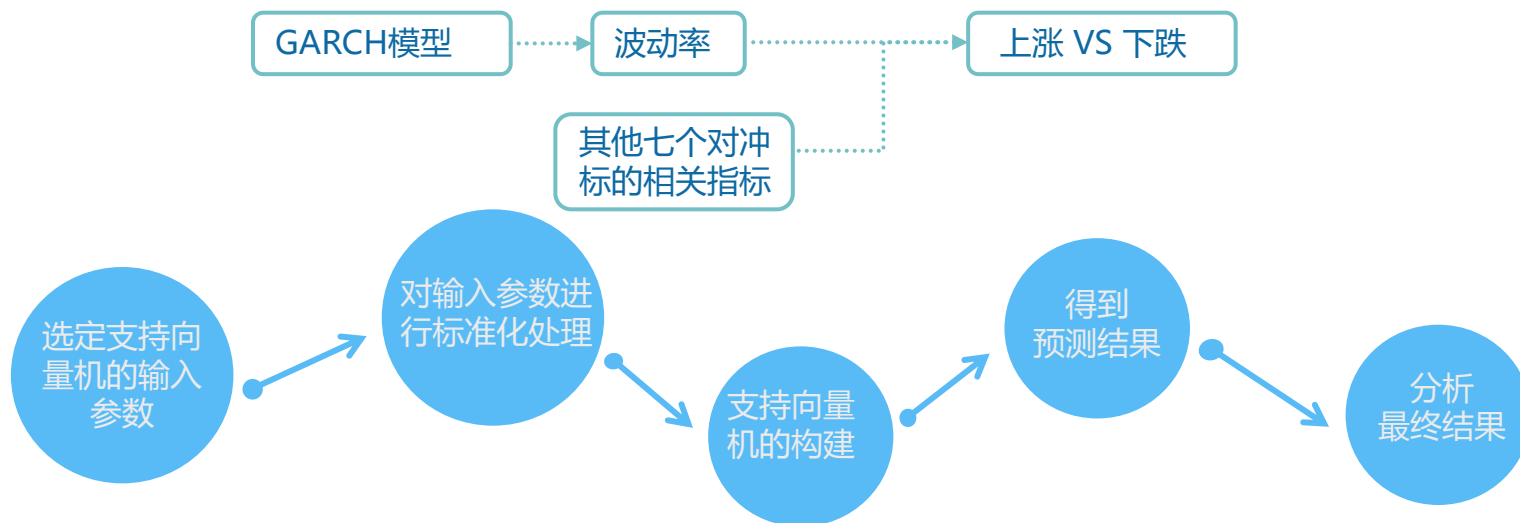 GARCH模型
波动率
上涨 VS 下跌
其他七个对冲
标的相关指标
选定支持向
量机的输入
参数
对输入参数进
行标准化处理
支持向量
机的构建
得到
预测结果
分析
最终结果